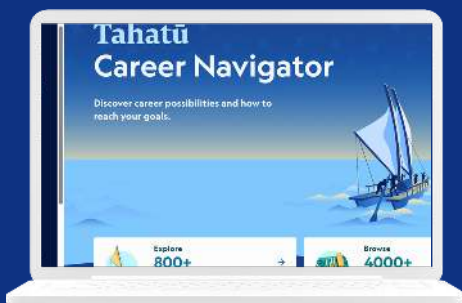 Tahatū
Career Navigator
Discover career possibilities and how to
reach your goals.
Explore
800+
Browse
4000+